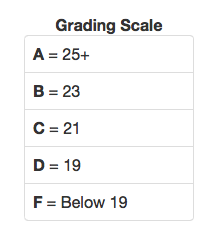 Grading Scale
A = 25+
B = 23
C = 21
D = 19
F = Below 19